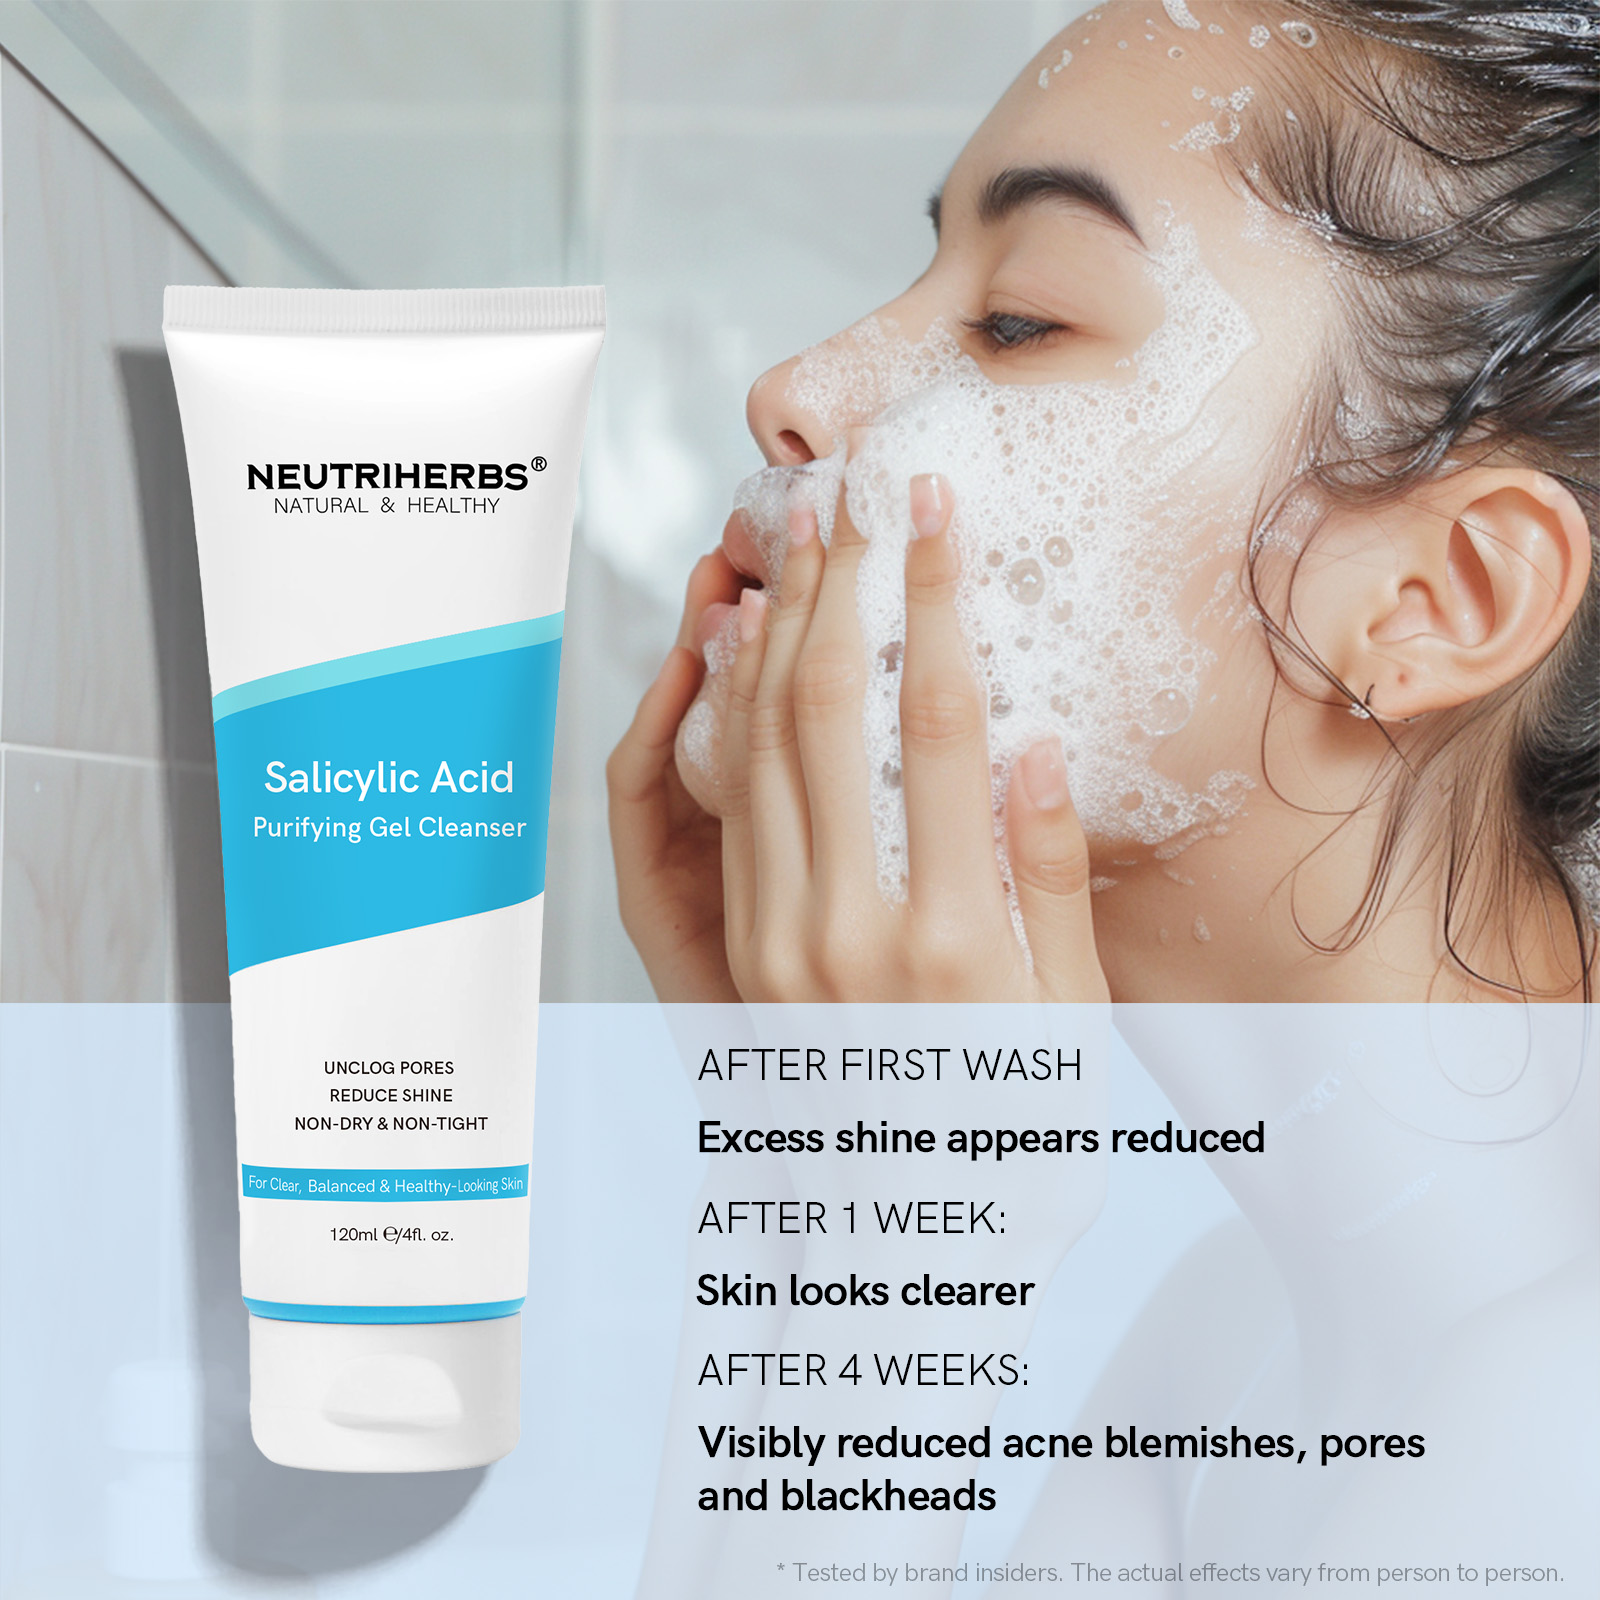 NEUTRIHERBS®
NATURAL & HEALTHY
Salicylic Acid
Purifying Gel Cleanser
UNCLOG PORES
REDUCE SHINE
NON-DRY & NON-TIGHT
For Clear, Balanced & Healthy-Looking Skin
120ml ℮/4fl. oz.
AFTER FIRST WASH
Excess shine appears reduced
AFTER 1 WEEK:
Skin looks clearer
AFTER 4 WEEKS:
Visibly reduced acne blemishes, pores
and blackheads
* Tested by brand insiders. The actual effects vary from person to person.